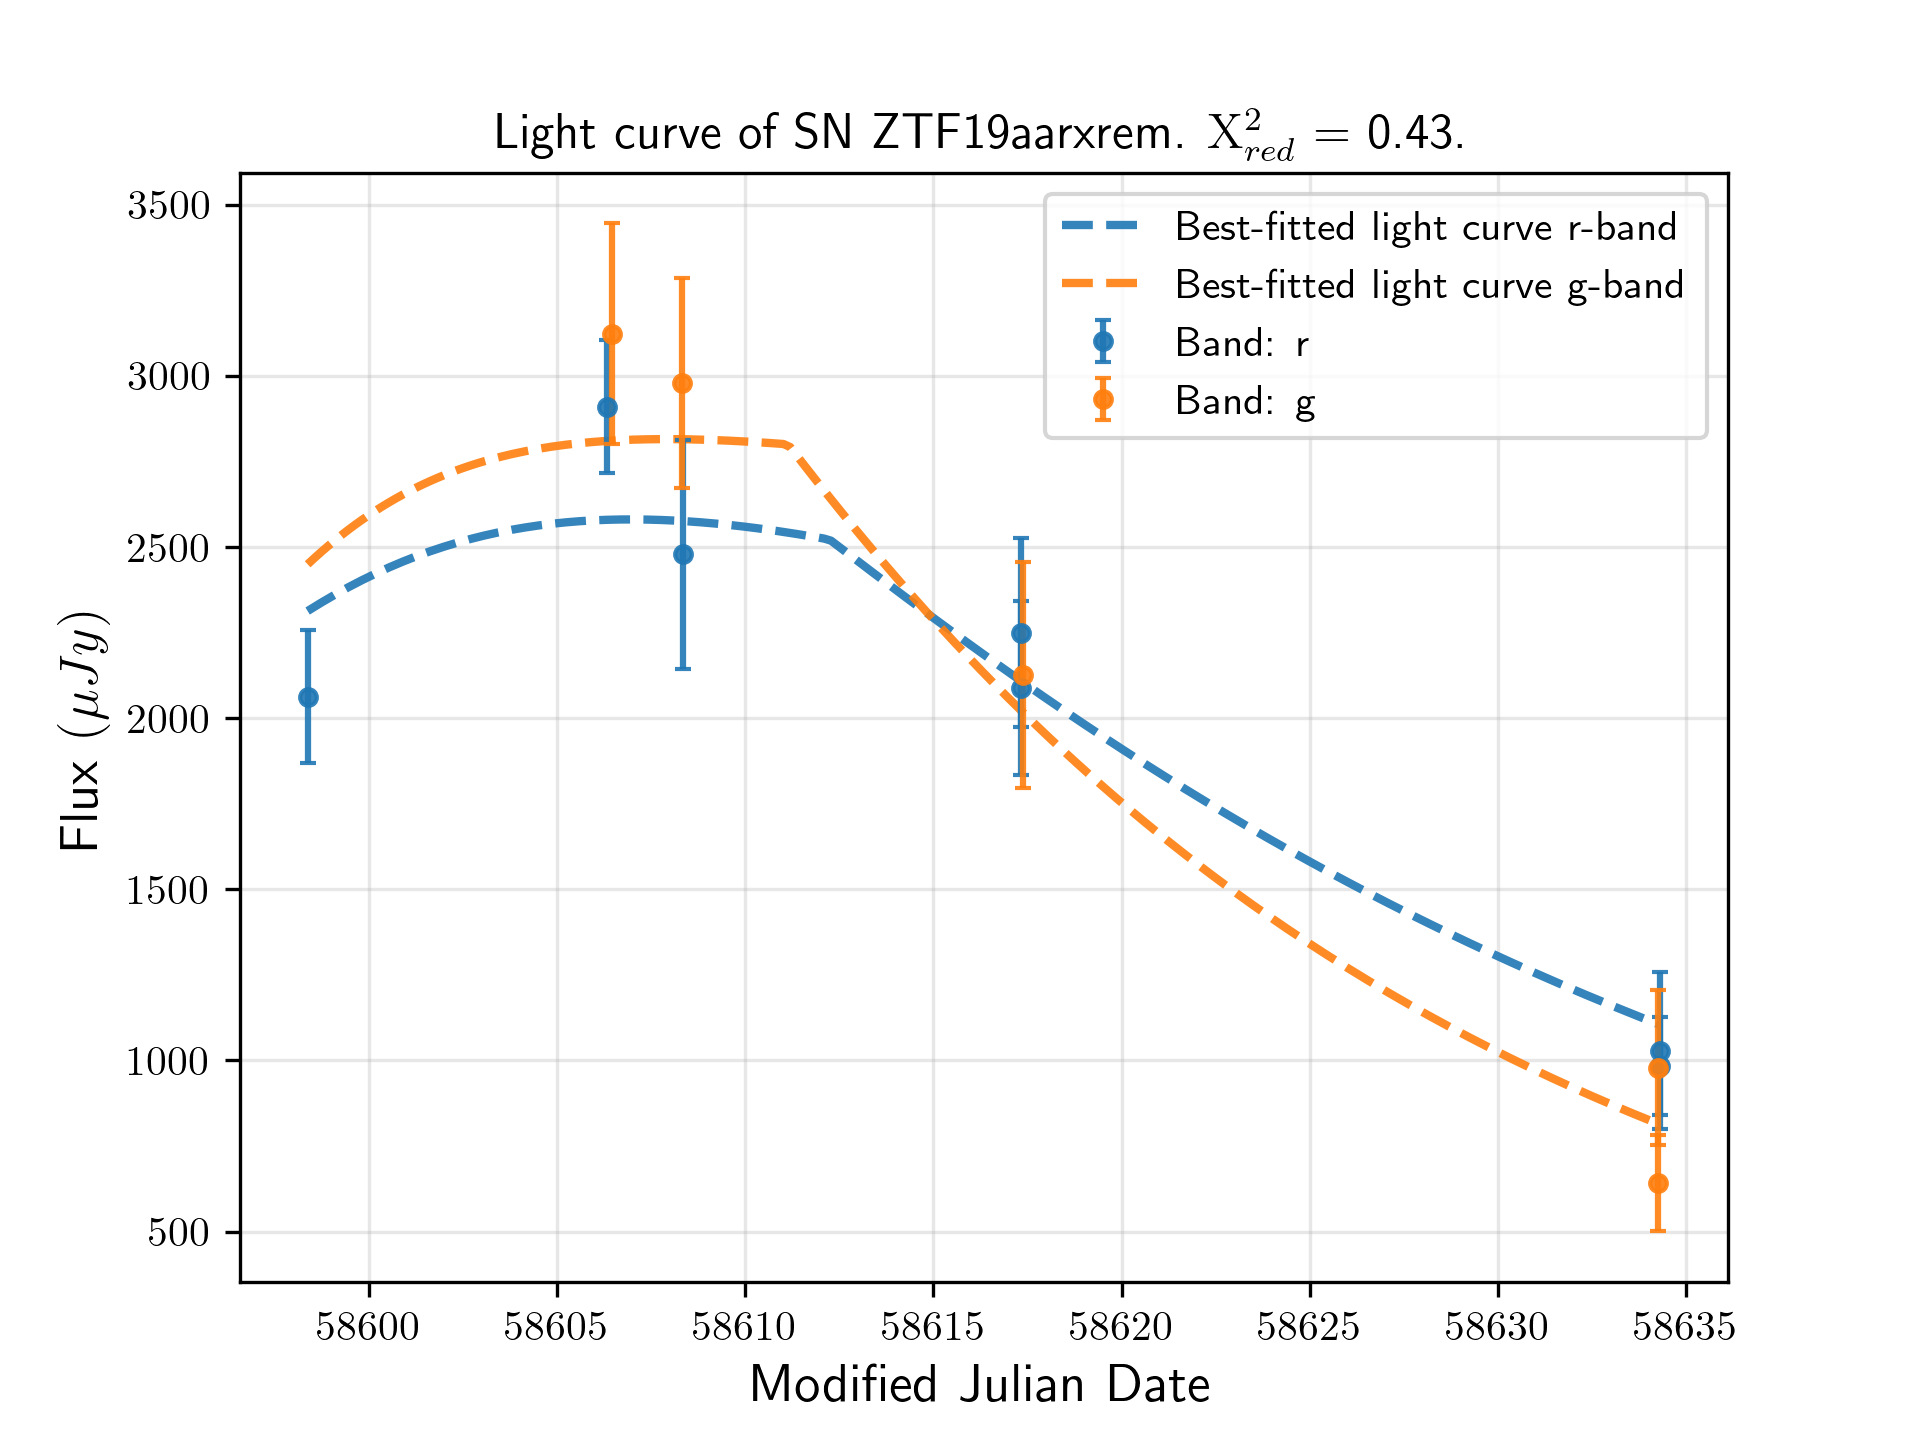 Light curve of SN ZTF19aarxrem. X²red = 0.43.
Best-fitted light curve r-band
Best-fitted light curve g-band
Band: r
Band: g
Flux (μJy)
3500
3000
2500
2000
1500
1000
500
58600 58605 58610 58615 58620 58625 58630 58635
Modified Julian Date